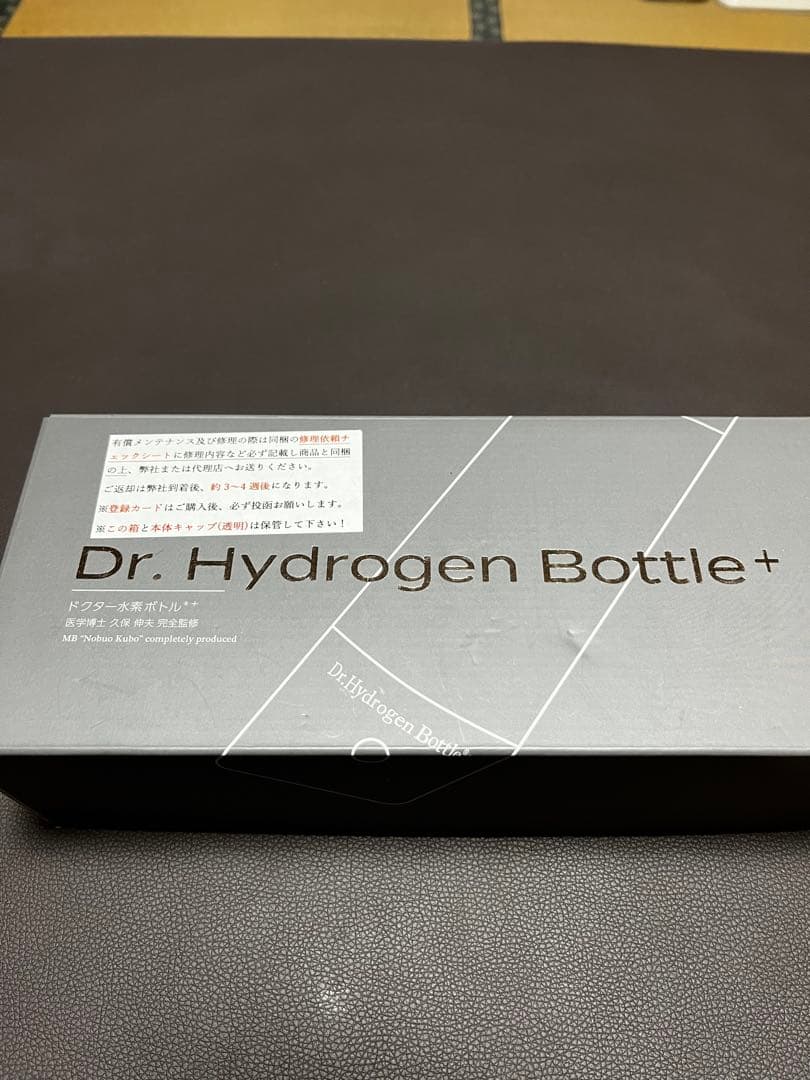 有償メンテナンス及び修理の際は同梱の修理依頼チ
ェックシートに修理内容など必ず記載し商品と同梱
の上、弊社または代理店へお送りください。
ご返却は弊社到着後、約3〜4週後になります。
※登録カードはご購入後、必ず投函お願いします。
※この箱と本体キャップ(透明)は保管して下さい！
Dr. Hydrogen Bottle+
ドクター水素ボトル*+
医学博士 久保 伸夫 完全監修
MB "Nobuo Kubo" completely produced
Dr.Hydrogen Bottle®